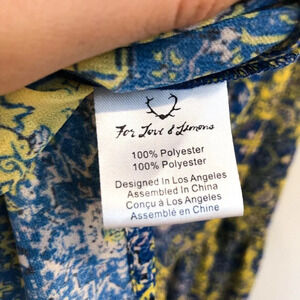 For Love & Lemons
100% Polyester
100% Polyester
Designed In Los Angeles
Assembled In China
Conçu à Los Angeles
Assemblé en Chine